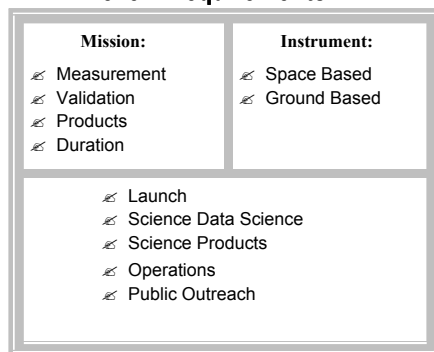 Mission:
✍ Measurement
✍ Validation
✍ Products
✍ Duration
Instrument:
✍ Space Based
✍ Ground Based
✍ Launch
✍ Science Data Science
✍ Science Products
✍ Operations
✍ Public Outreach